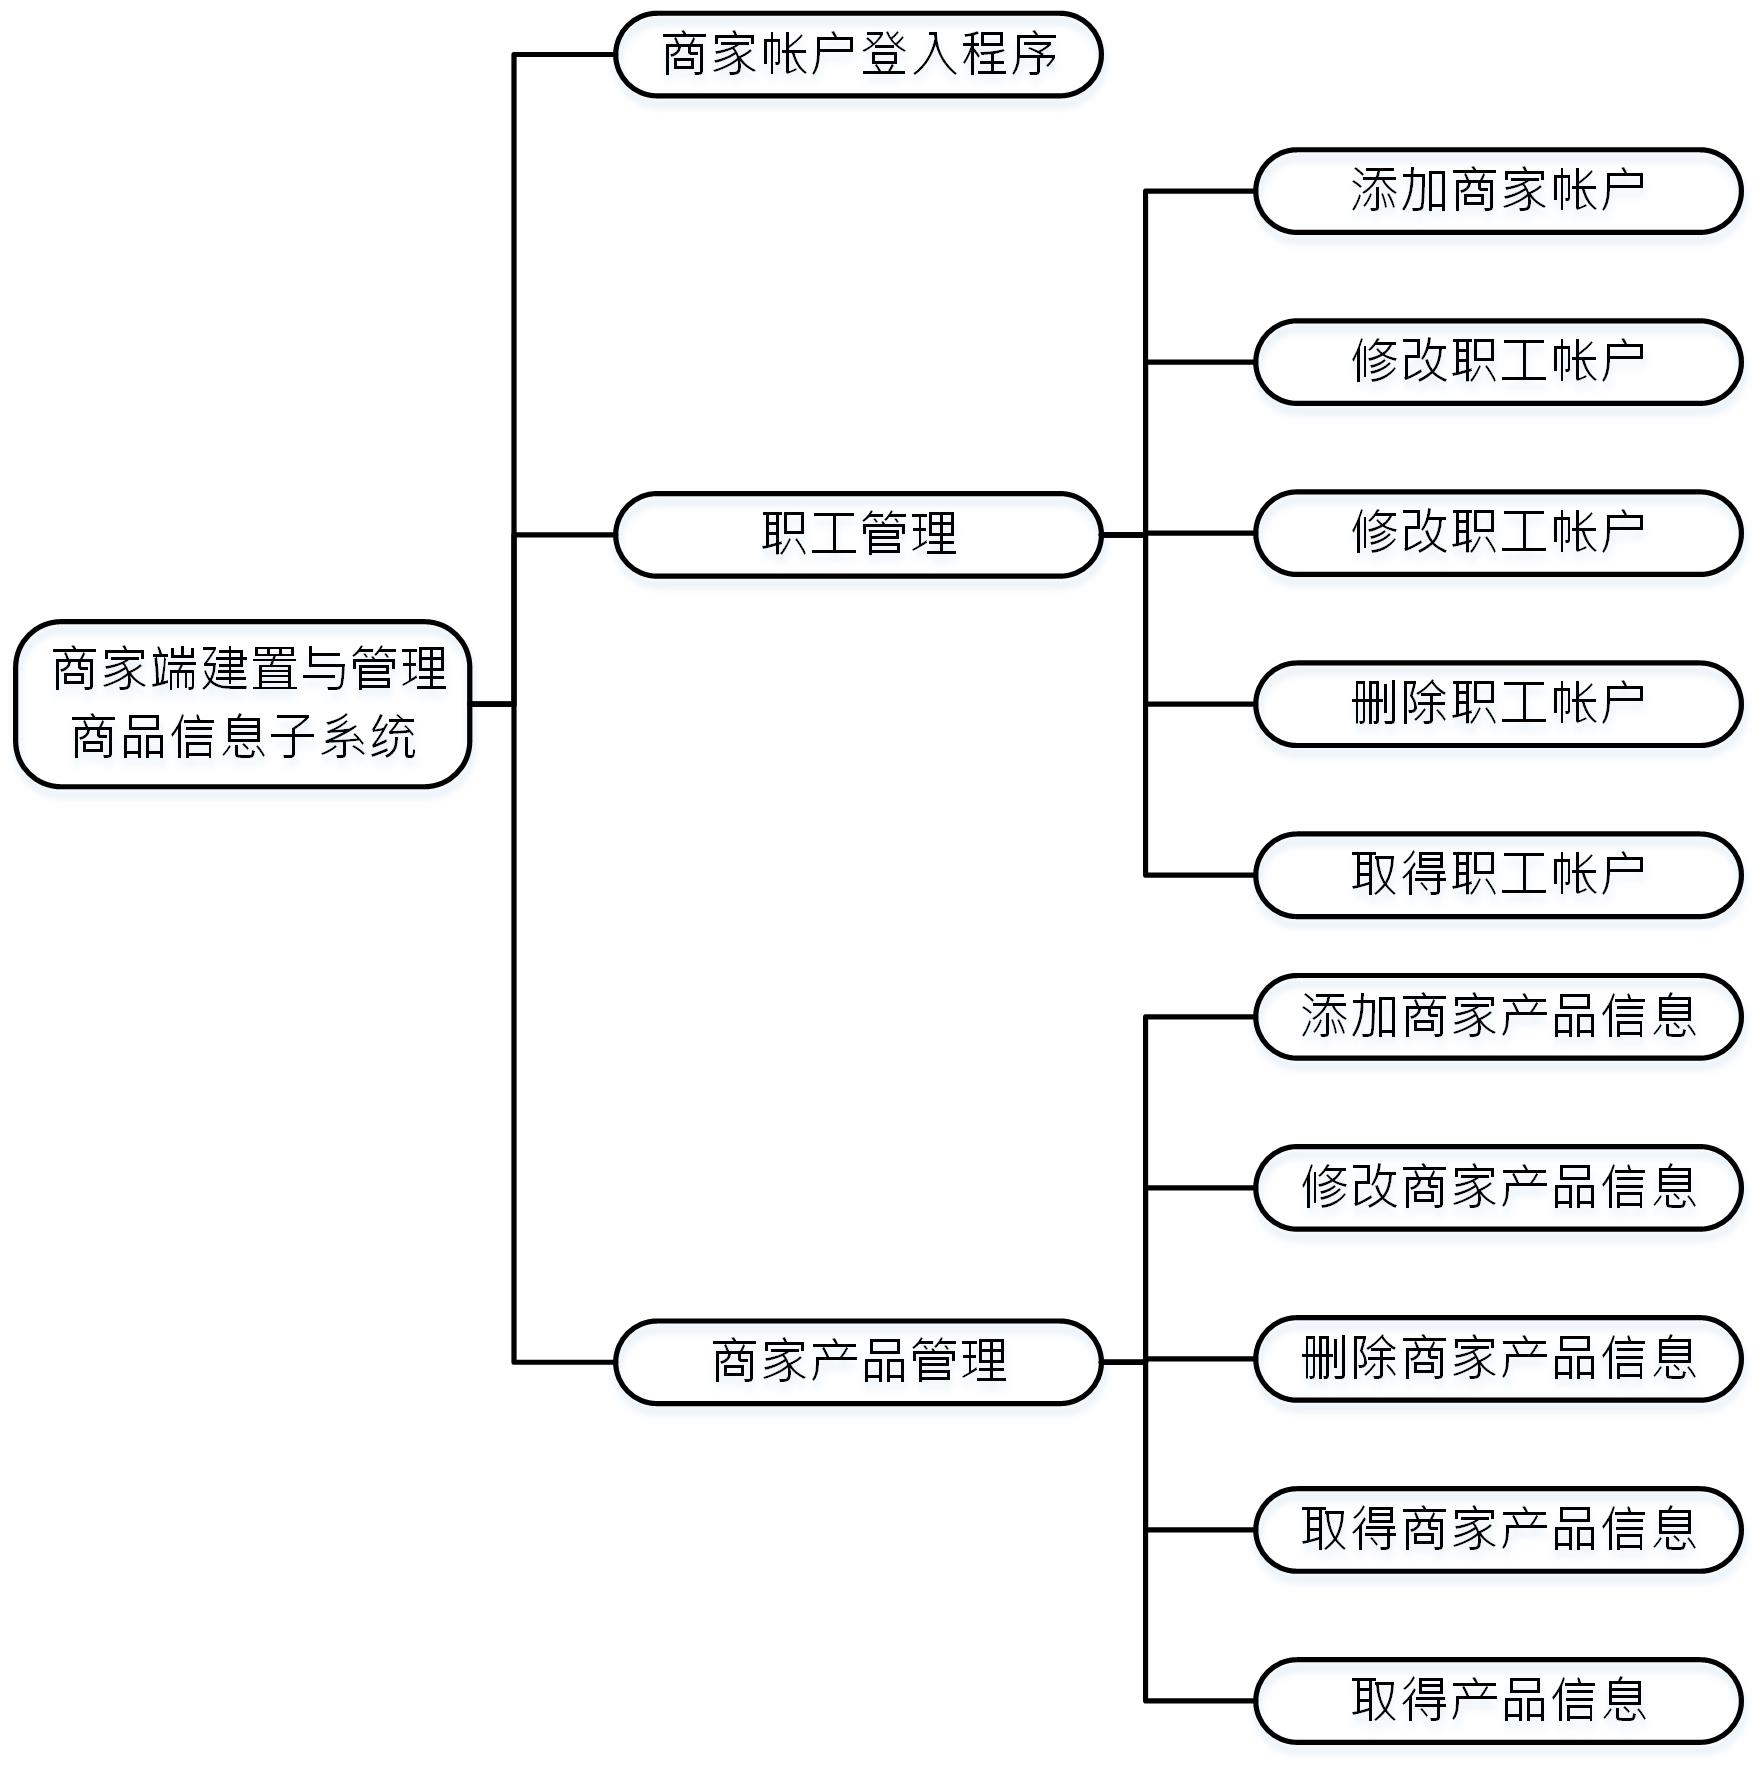 商家帐户登入程序
添加商家帐户
修改职工帐户
职工管理
修改职工帐户
商家端建置与管理
商品信息子系统
删除职工帐户
取得职工帐户
添加商家产品信息
修改商家产品信息
商家产品管理
删除商家产品信息
取得商家产品信息
取得产品信息